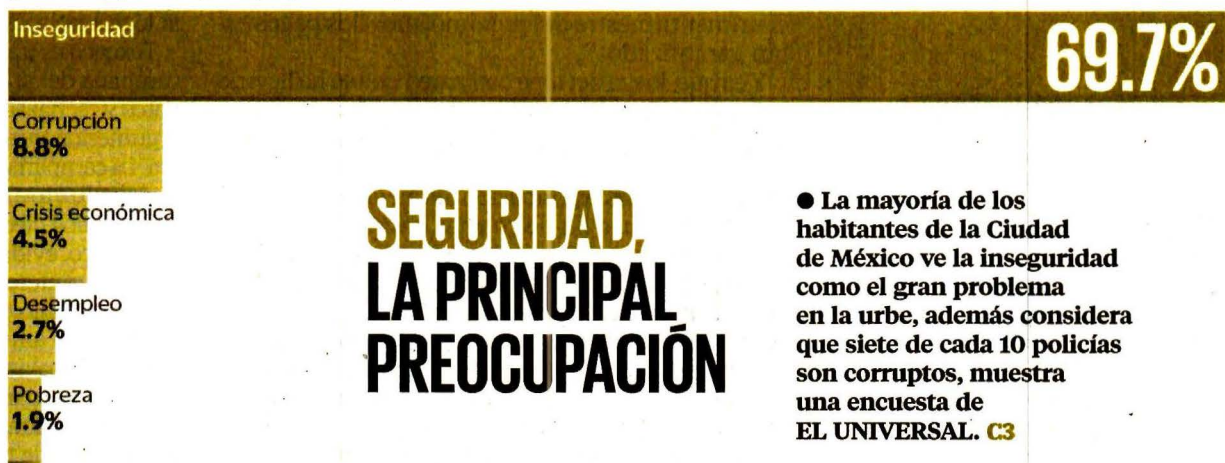 Inseguridad
69.7%
Corrupción
8.8%
Crisis económica
4.5%
Desempleo
2.7%
Pobreza
1.9%
SEGURIDAD,
LA PRINCIPAL
PREOCUPACIÓN
● La mayoría de los
habitantes de la Ciudad
de México ve la inseguridad
como el gran problema
en la urbe, además considera
que siete de cada 10 policías
son corruptos, muestra
una encuesta de
EL UNIVERSAL. C3